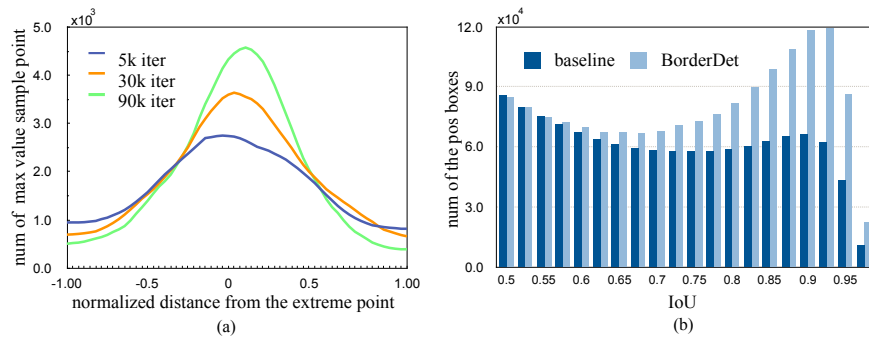 ×10³
5.0
4.0
3.0
2.0
1.0
0.0
num of max value sample point
5k iter
30k iter
90k iter
-1.00 -0.5 0 0.5 1.00
normalized distance from the extreme point
(a)
×10⁴
12.0
9.0
6.0
3.0
0.0
num of the pos boxes
baseline BorderDet
0.5 0.55 0.6 0.65 0.7 0.75 0.8 0.85 0.9 0.95
IoU
(b)